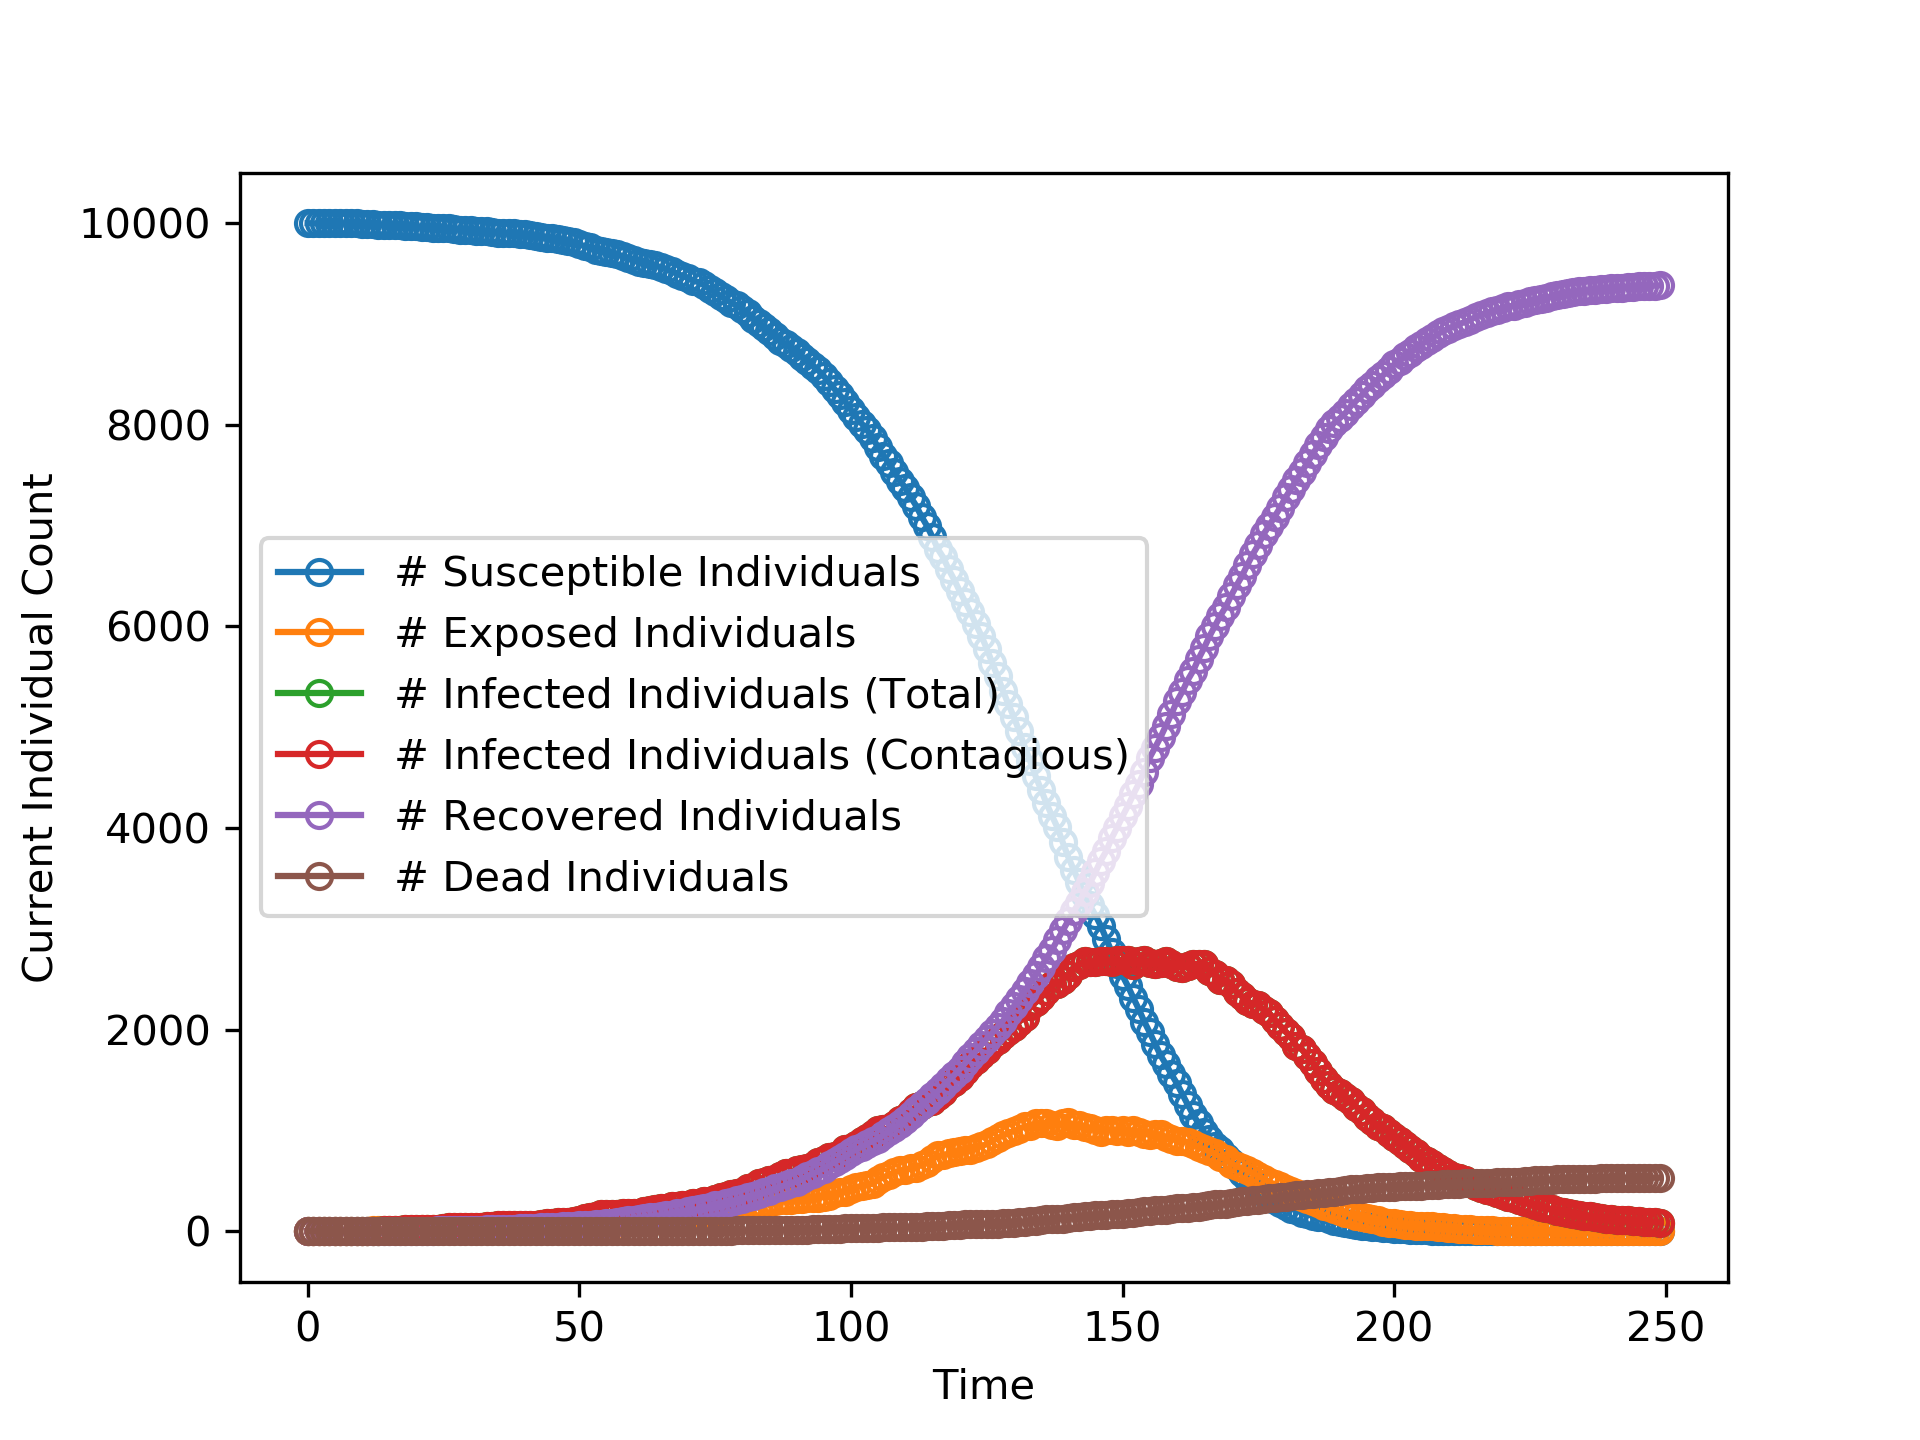 10000
8000
6000
4000
2000
0
Current Individual Count
# Susceptible Individuals
# Exposed Individuals
# Infected Individuals (Total)
# Infected Individuals (Contagious)
# Recovered Individuals
# Dead Individuals
0 50 100 150 200 250
Time